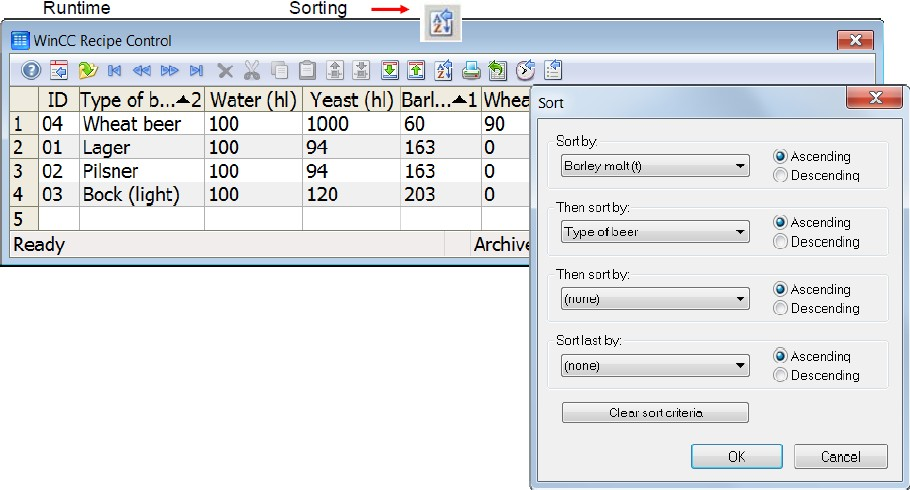 Runtime Sorting
WinCC Recipe Control
ID Type of b...▲2 Water (hl) Yeast (hl) Barl...▲1 Whea
1 04 Wheat beer 100 1000 60 90
2 01 Lager 100 94 163 0
3 02 Pilsner 100 94 163 0
4 03 Bock (light) 100 120 203 0
5
Ready Archive
Sort
Sort by:
Barley malt (t) Ascending
Descending
Then sort by:
Type of beer Ascending
Descending
Then sort by:
(none) Ascending
Descending
Sort last by:
(none) Ascending
Descending
Clear sort criteria
OK Cancel